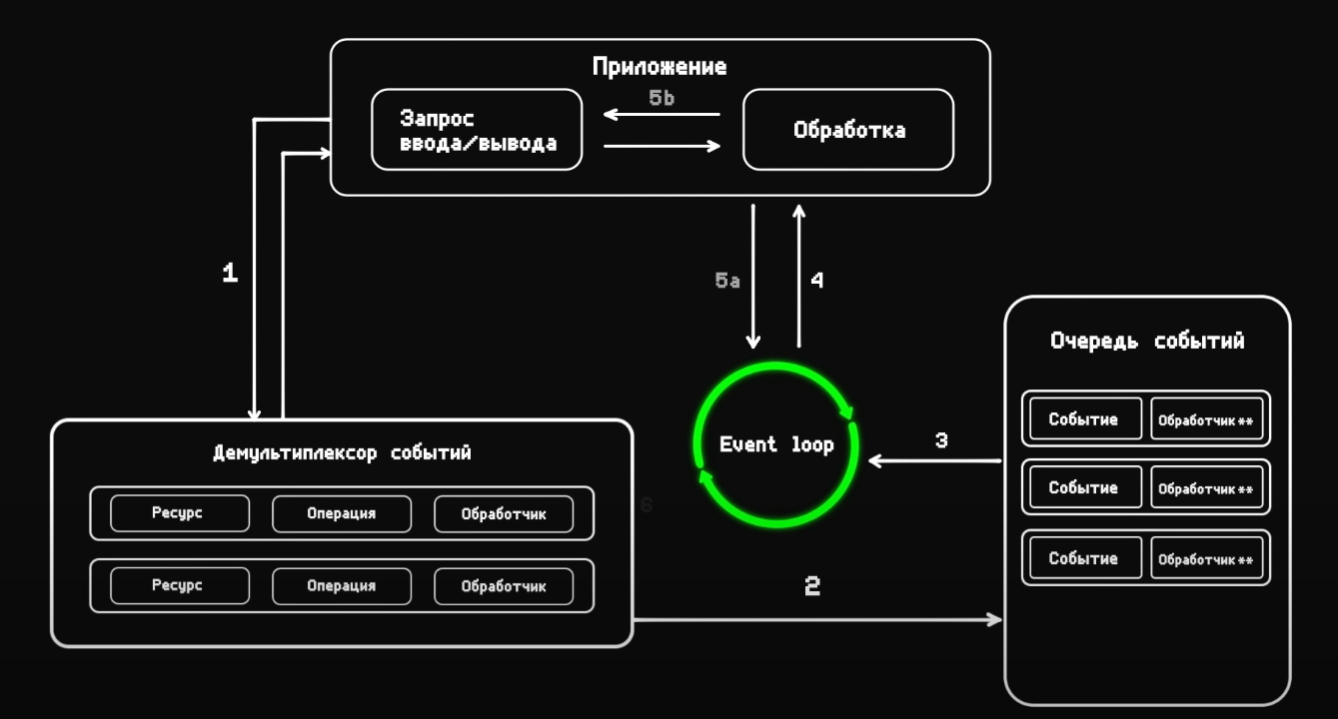 Приложение
5b
Запрос
ввода/вывода
Обработка
1
5a
4
Очередь событий
Событие
Обработчик**
Событие
Обработчик**
Событие
Обработчик**
Event loop
3
Демультиплексор событий
Ресурс
Операция
Обработчик
Ресурс
Операция
Обработчик
6
2